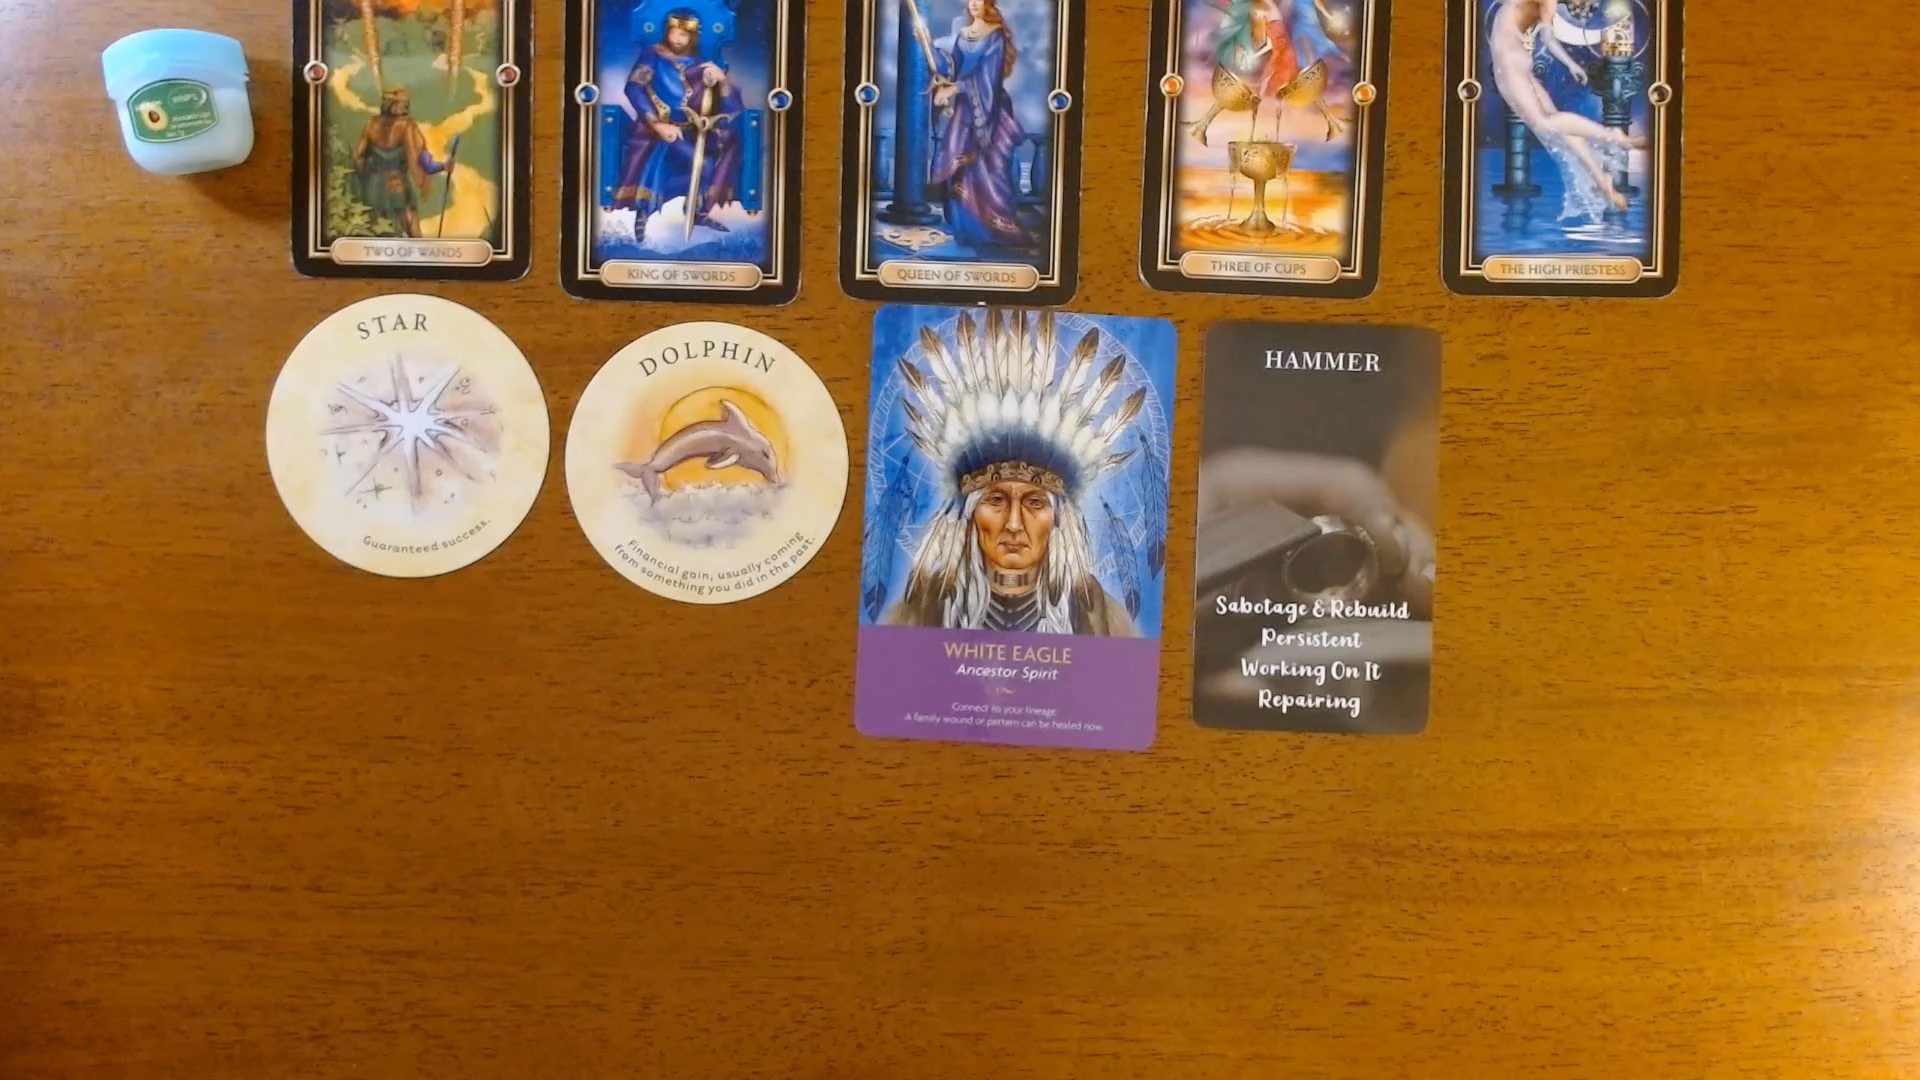 TWO OF WANDS
KING OF SWORDS
QUEEN OF SWORDS
THREE OF CUPS
THE HIGH PRIESTESS
STAR
Guaranteed success.
DOLPHIN
Financial gain, usually coming
from something you did in the past.
WHITE EAGLE
Ancestor Spirit
Connect to your lineage.
A family wound or pattern can be healed now.
HAMMER
Sabotage & Rebuild
Persistent
Working On It
Repairing